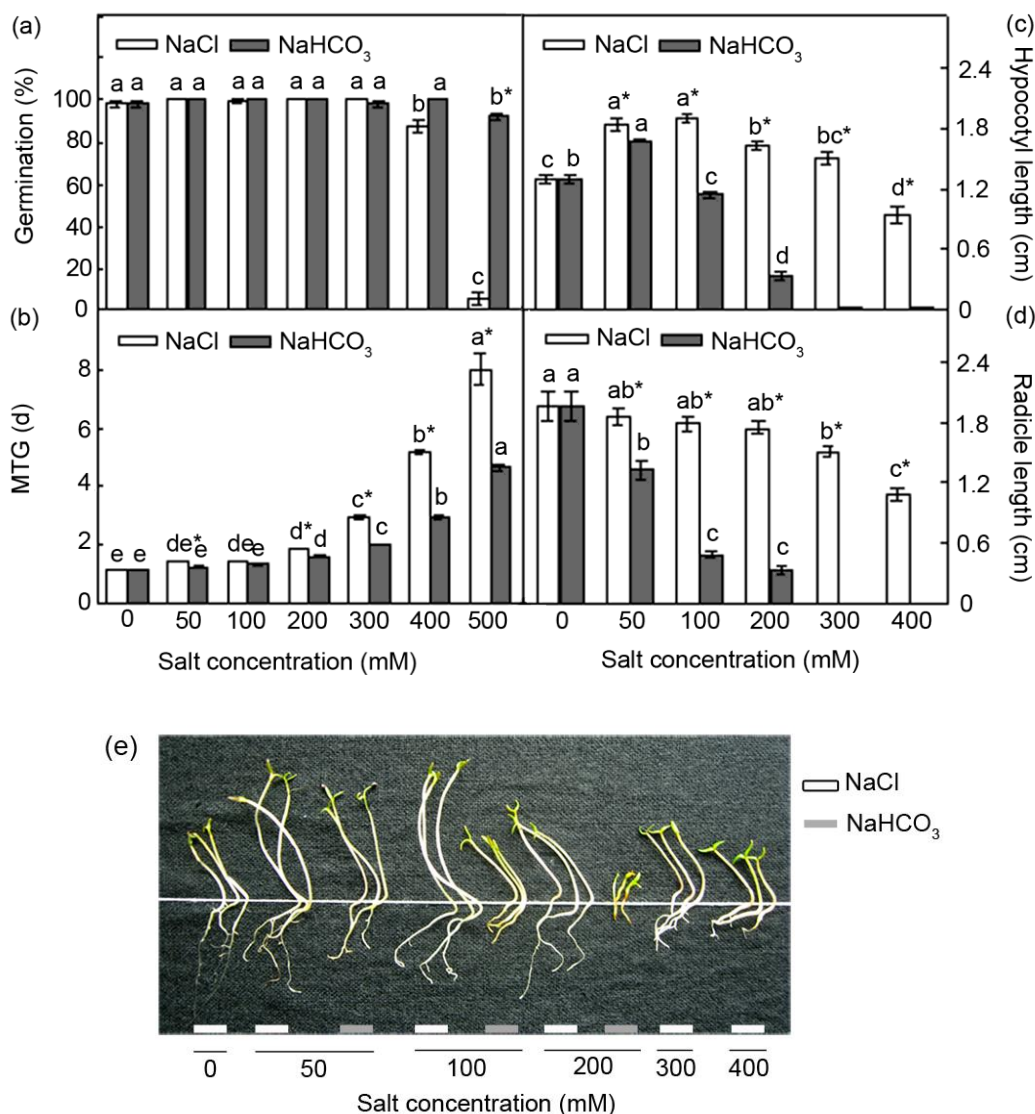 (a)
NaCl NaHCO₃
a a a a a a a a a a b a b* c
Germination (%)
100
80
60
40
20
0
(c)
NaCl NaHCO₃
c b a* a a* c b* d bc* d*
Hypocotyl length (cm)
2.4
1.8
1.2
0.6
0
(b)
NaCl NaHCO₃
e e de* e de e d* d c* c b* b a* a
MTG (d)
8
6
4
2
0
0 50 100 200 300 400 500
Salt concentration (mM)
(d)
NaCl NaHCO₃
a a ab* b ab* c ab* c b* c*
Radicle length (cm)
2.4
1.8
1.2
0.6
0
0 50 100 200 300 400
Salt concentration (mM)
(e)
NaCl
NaHCO₃
0 50 100 200 300 400
Salt concentration (mM)